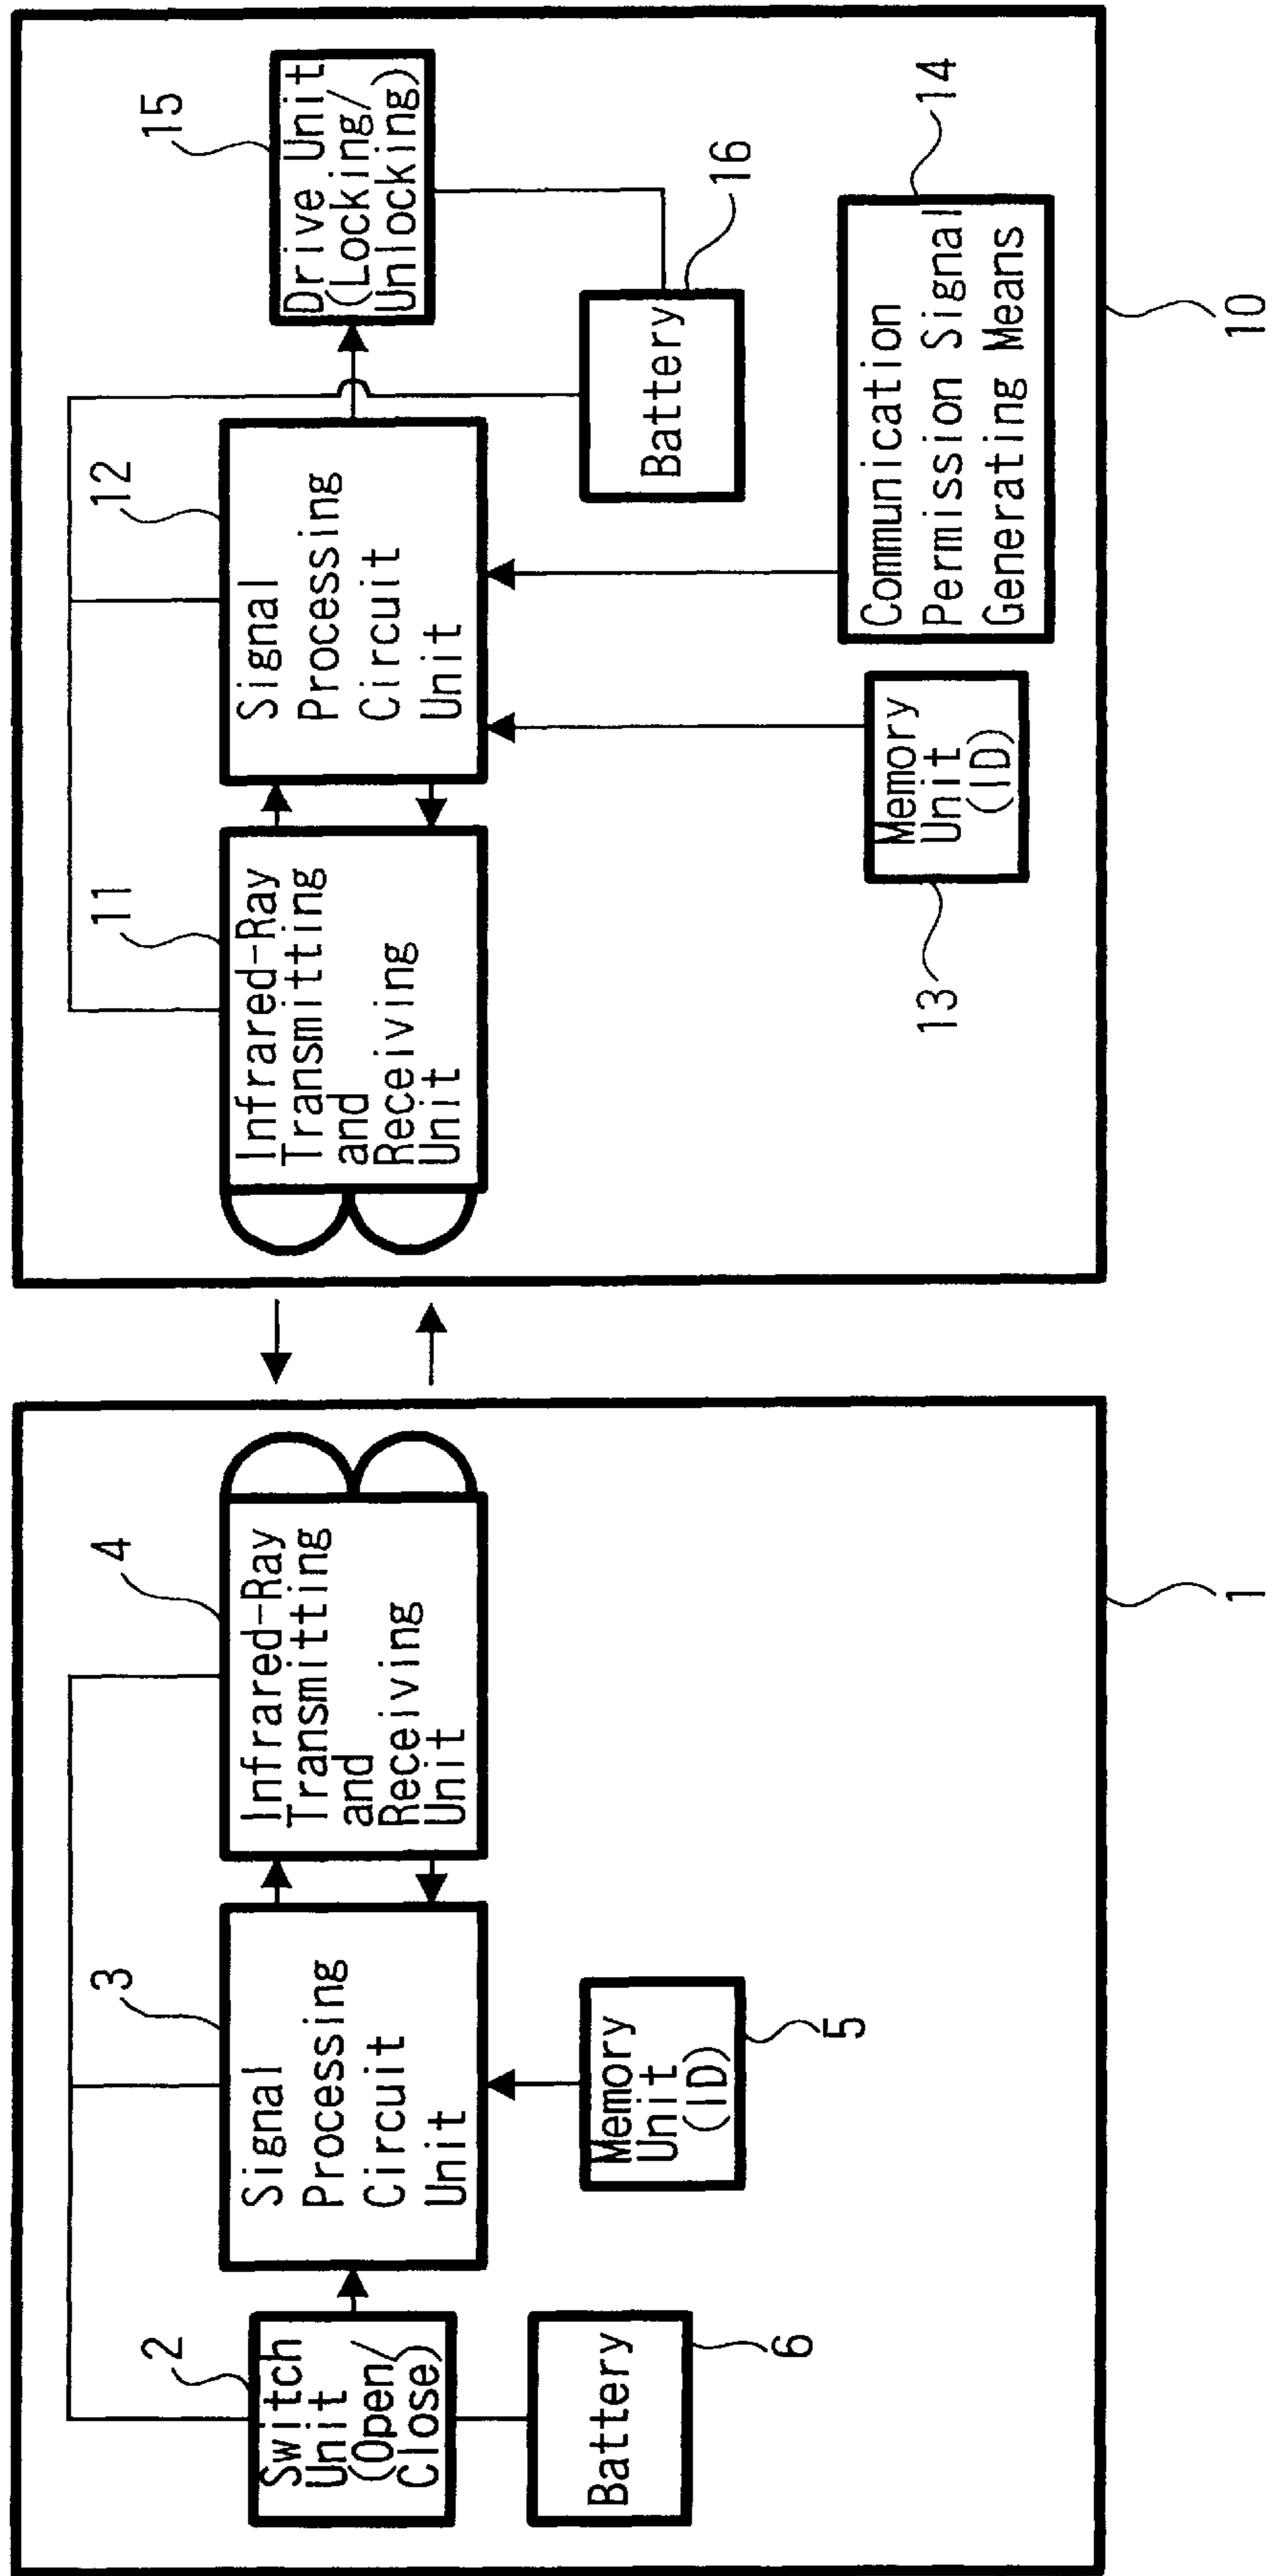 2
Switch
Unit
(Open/
Close)
Battery
6
3
Signal
Processing
Circuit
Unit
Memory
Unit
(ID)
5
4
Infrared-Ray
Transmitting
and
Receiving
Unit
1
11
Infrared-Ray
Transmitting
and
Receiving
Unit
12
Signal
Processing
Circuit
Unit
Memory
Unit
(ID)
13
15
Drive Unit
(Locking/
Unlocking)
Battery
16
Communication
Permission Signal
Generating Means
14
10